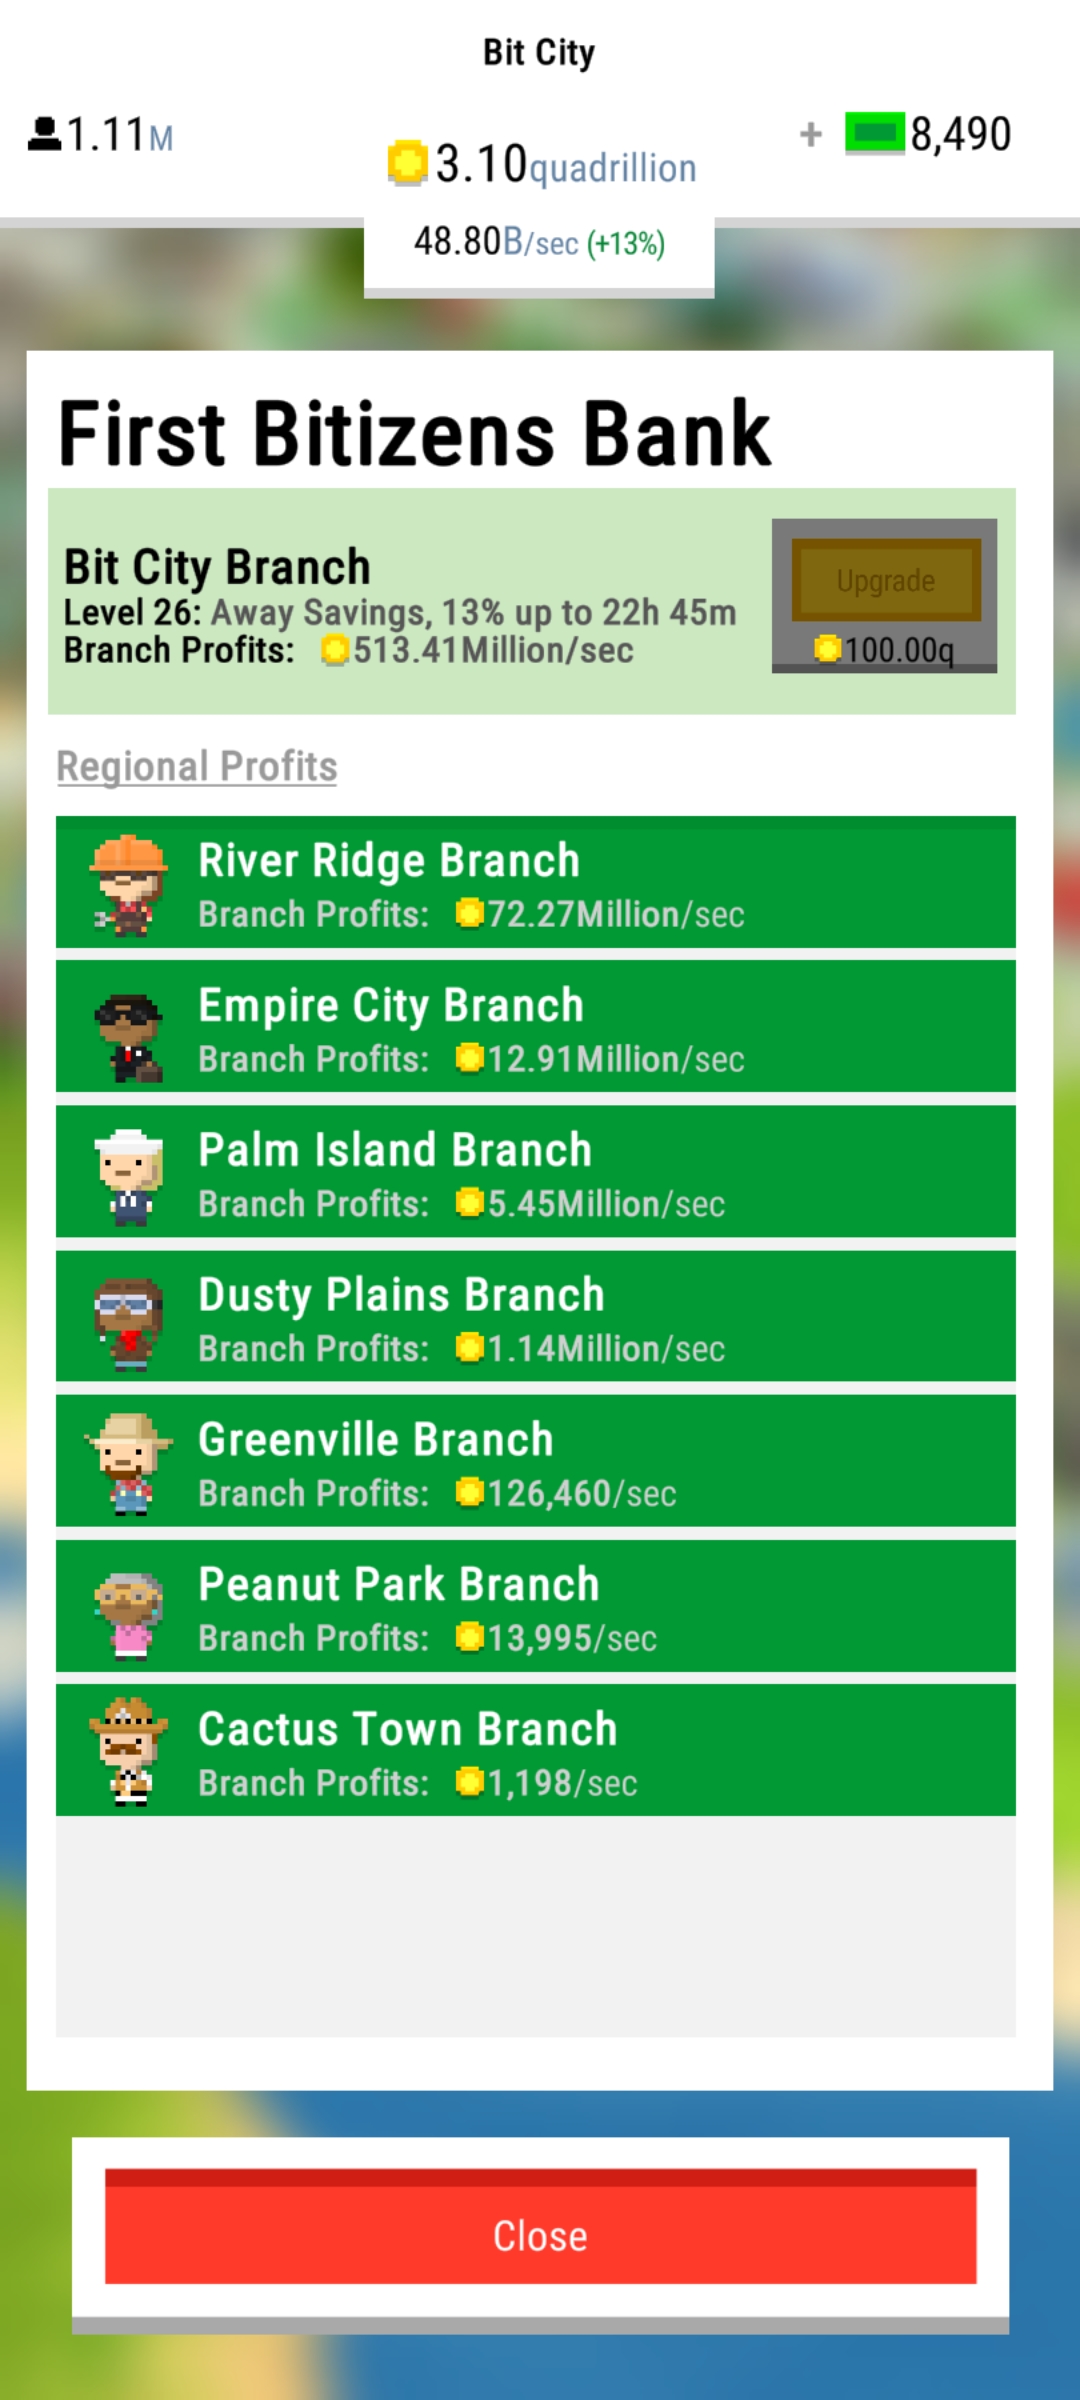 Bit City
1.11M
+ 8,490
3.10quadrillion
48.80B/sec (+13%)
First Bitizens Bank
Bit City Branch
Level 26: Away Savings, 13% up to 22h 45m
Branch Profits: 513.41Million/sec
Upgrade
100.00q
Regional Profits
River Ridge Branch
Branch Profits: 72.27Million/sec
Empire City Branch
Branch Profits: 12.91Million/sec
Palm Island Branch
Branch Profits: 5.45Million/sec
Dusty Plains Branch
Branch Profits: 1.14Million/sec
Greenville Branch
Branch Profits: 126,460/sec
Peanut Park Branch
Branch Profits: 13,995/sec
Cactus Town Branch
Branch Profits: 1,198/sec
Close